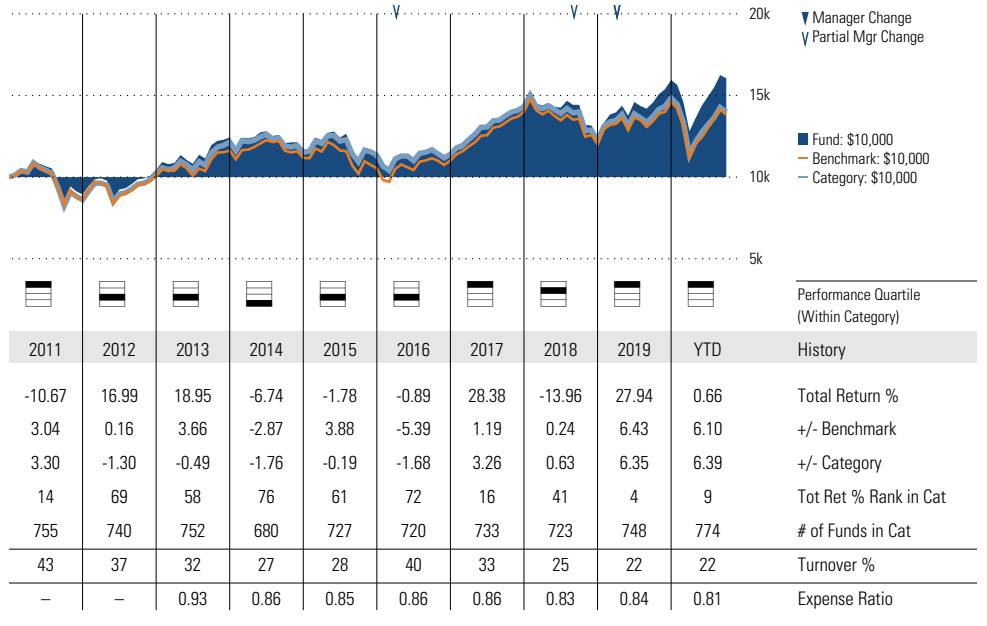 20k
15k
10k
5k
Manager Change
Partial Mgr Change
Fund: $10,000
Benchmark: $10,000
Category: $10,000
Performance Quartile
(Within Category)
2011 2012 2013 2014 2015 2016 2017 2018 2019 YTD History
-10.67 16.99 18.95 -6.74 -1.78 -0.89 28.38 -13.96 27.94 0.66 Total Return %
3.04 0.16 3.66 -2.87 3.88 -5.39 1.19 0.24 6.43 6.10 +/- Benchmark
3.30 -1.30 -0.49 -1.76 -0.19 -1.68 3.26 0.63 6.35 6.39 +/- Category
14 69 58 76 61 72 16 41 4 9 Tot Ret % Rank in Cat
755 740 752 680 727 720 733 723 748 774 # of Funds in Cat
43 37 32 27 28 40 33 25 22 22 Turnover %
– – 0.93 0.86 0.85 0.86 0.86 0.83 0.84 0.81 Expense Ratio